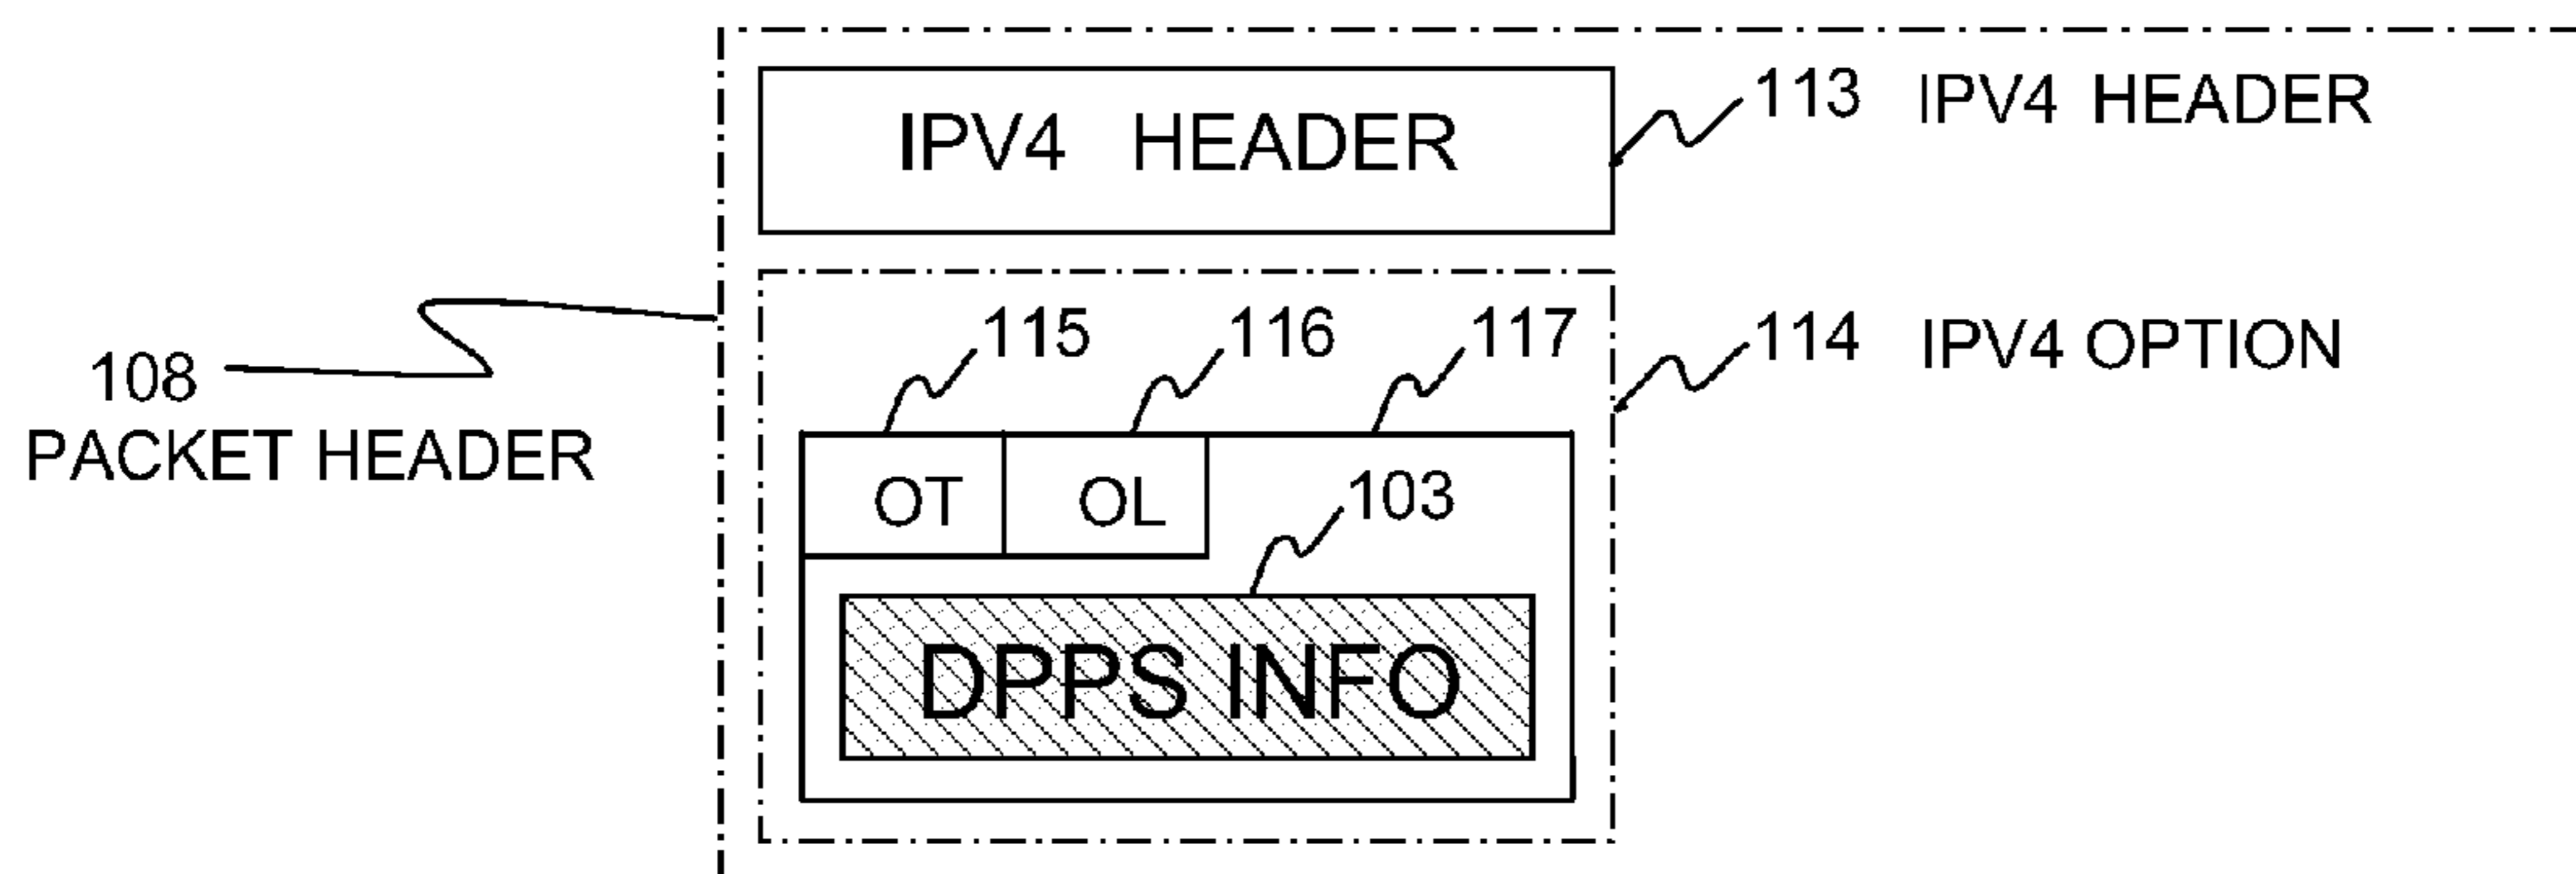 IPV4 HEADER
113 IPV4 HEADER
115 116 117
114 IPV4 OPTION
108
PACKET HEADER
OT OL
103
DPPS INFO